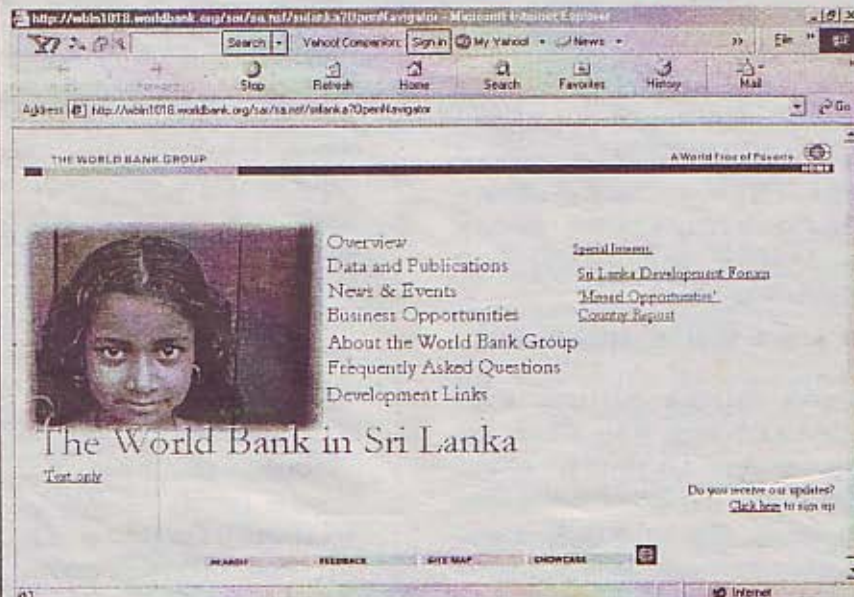 http://wbln1018.worldbank.org/sar/sa.nsf/srilanka?OpenNavigator - Microsoft Internet Explorer
Search Yahoo! Companion: Sign in My Yahoo! News
Stop Refresh Home Search Favorites History Mail
Address http://wbln1018.worldbank.org/sar/sa.nsf/srilanka?OpenNavigator Go
THE WORLD BANK GROUP
A World Free of Poverty
HOME
Overview
Data and Publications
News & Events
Business Opportunities
About the World Bank Group
Frequently Asked Questions
Development Links
Special Interest
Sri Lanka Development Forum
'Missed Opportunities'
Country Report
The World Bank in Sri Lanka
Text only
Do you receive our updates?
Click here to sign up
SEARCH FEEDBACK SITE MAP SHOWCASE
Internet